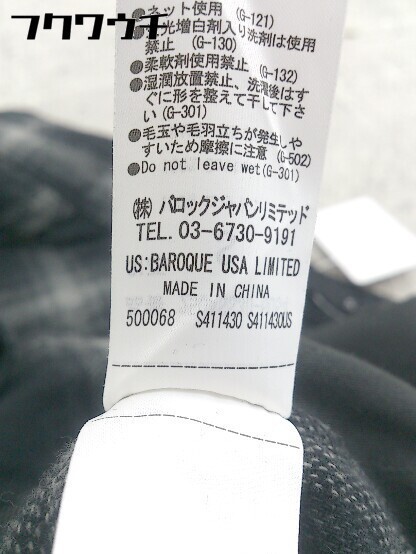 フクウクチ
●ネット使用 (G-121)
光増白剤入り洗剤は使用
禁止 (G-130)
●柔軟剤使用禁止 (G-132)
●湿潤放置禁止、洗濯後はす
ぐに形を整えて干して下さ
い (G-301)
●毛玉や毛羽立ちが発生しや
すいため摩擦に注意 (G-502)
●Do not leave wet(G-301)
㈱ バロックジャパンリミテッド
TEL. 03-6730-9191
US: BAROQUE USA LIMITED
MADE IN CHINA
500068 S411430 S411430US